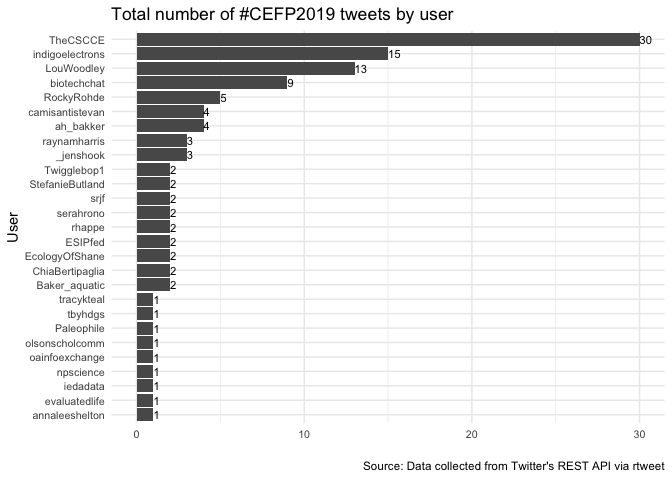 Total number of #CEFP2019 tweets by user
User
TheCSCCE 30
indigoelectrons 15
LouWoodley 13
biotechchat 9
RockyRohde 5
camisantistevan 4
ah_bakker 4
raynamharris 3
_jenshook 3
Twigglebop1 2
StefanieButland 2
srjf 2
serahrono 2
rhappe 2
ESIPfed 2
EcologyOfShane 2
ChiaBertipaglia 2
Baker_aquatic 2
tracykteal 1
tbyhdgs 1
Paleophile 1
olsonscholcomm 1
oainfoexchange 1
npscience 1
iedadata 1
evaluatedlife 1
annaleeshelton 1
0 10 20 30
Source: Data collected from Twitter's REST API via rtweet